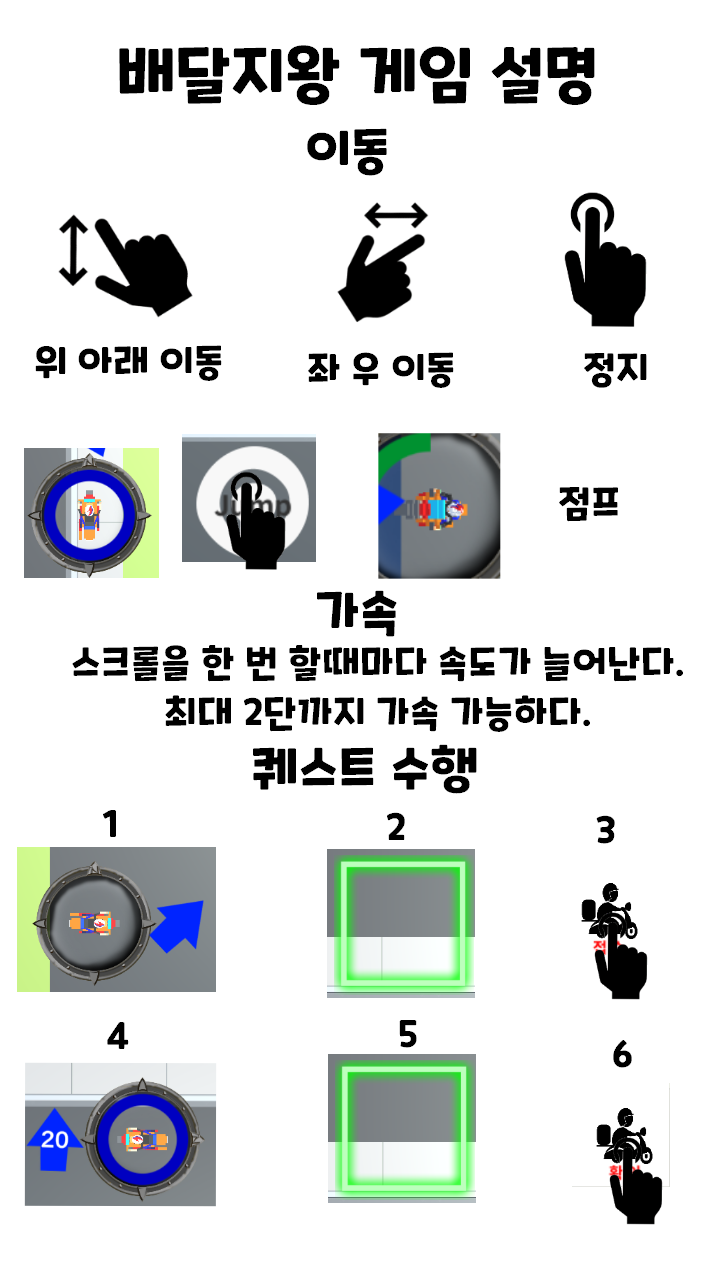 배달지왕 게임 설명
이동
위 아래 이동
좌 우 이동
정지
Jump
점프
가속
스크롤을 한 번 할때마다 속도가 늘어난다.
최대 2단까지 가속 가능하다.
퀘스트 수행
1
2
3
4
5
6
20